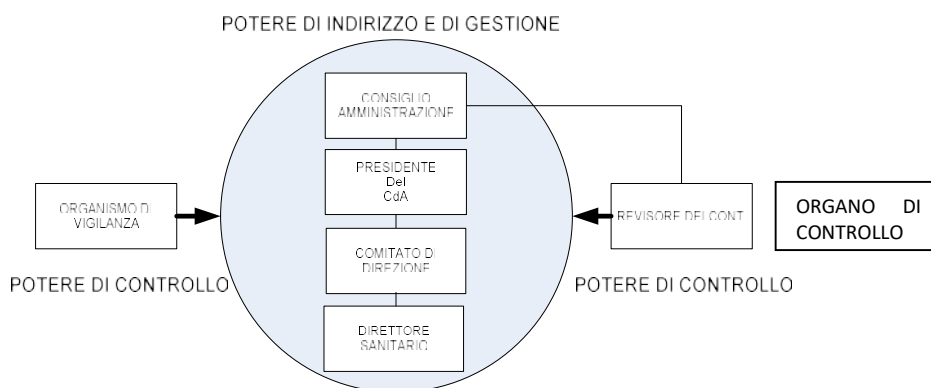 POTERE DI INDIRIZZO E DI GESTIONE
CONSIGLIO
AMMINISTRAZIONE
PRESIDENTE
Del
CdA
ORGANISMO DI
VIGILANZA
REVISORE DEI CONT
ORGANO DI
CONTROLLO
COMITATO DI
DIREZIONE
POTERE DI CONTROLLO
POTERE DI CONTROLLO
DIRETTORE
SANITARIO